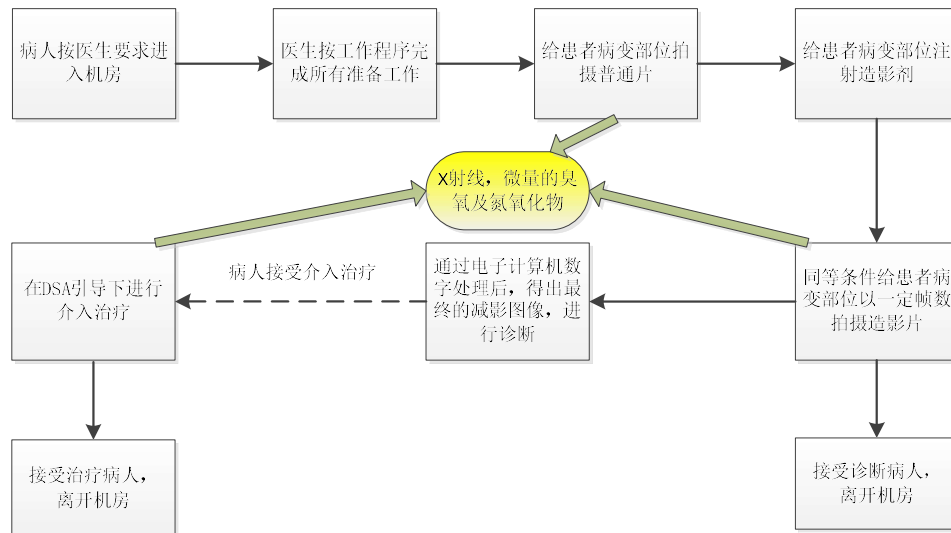 病人按医生要求进
入机房
医生按工作程序完
成所有准备工作
给患者病变部位拍
摄普通片
给患者病变部位注
射造影剂
X射线，微量的臭
氧及氮氧化物
在DSA引导下进行
介入治疗
病人接受介入治疗
通过电子计算机数
字处理后，得出最
终的减影图像，进
行诊断
同等条件给患者病
变部位以一定帧数
拍摄造影片
接受治疗病人，
离开机房
接受诊断病人，
离开机房